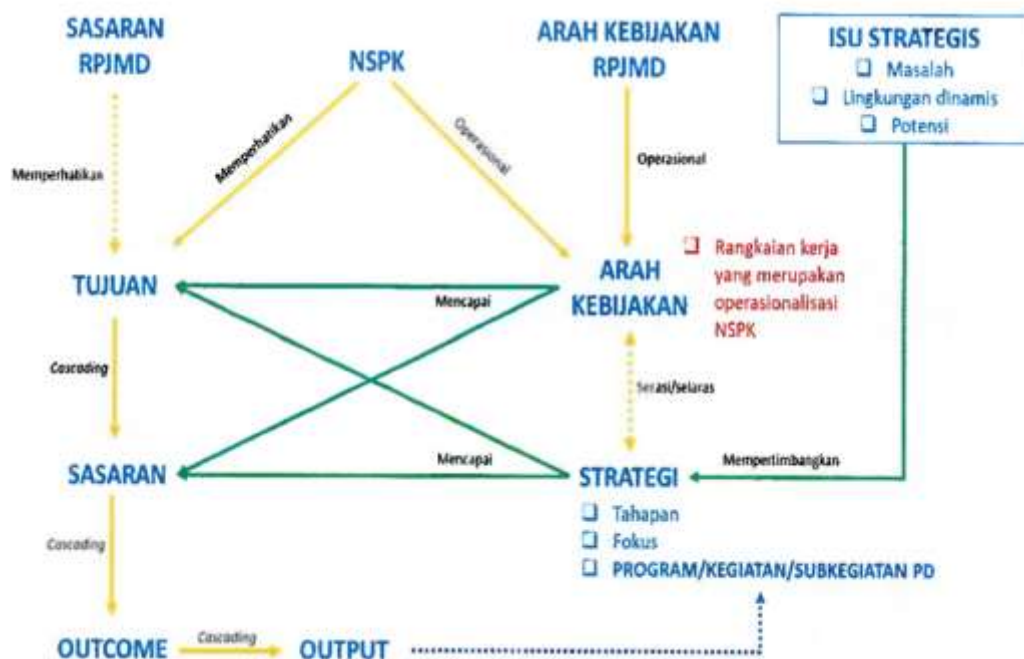 SASARAN
RPJMD
NSPK
ARAH KEBIJAKAN
RPJMD
ISU STRATEGIS
❑ Masalah
❑ Lingkungan dinamis
❑ Potensi
Memperhatikan
Memperhatikan
Operasional
Operasional
TUJUAN
Mencapai
ARAH
KEBIJAKAN
❑ Rangkaian kerja
yang merupakan
operasionalisasi
NSPK
Cascading
Serasi/selaras
SASARAN
Mencapai
STRATEGI
Mempertimbangkan
❑ Tahapan
❑ Fokus
❑ PROGRAM/KEGIATAN/SUBKEGIATAN PD
Cascading
OUTCOME
Cascading
OUTPUT